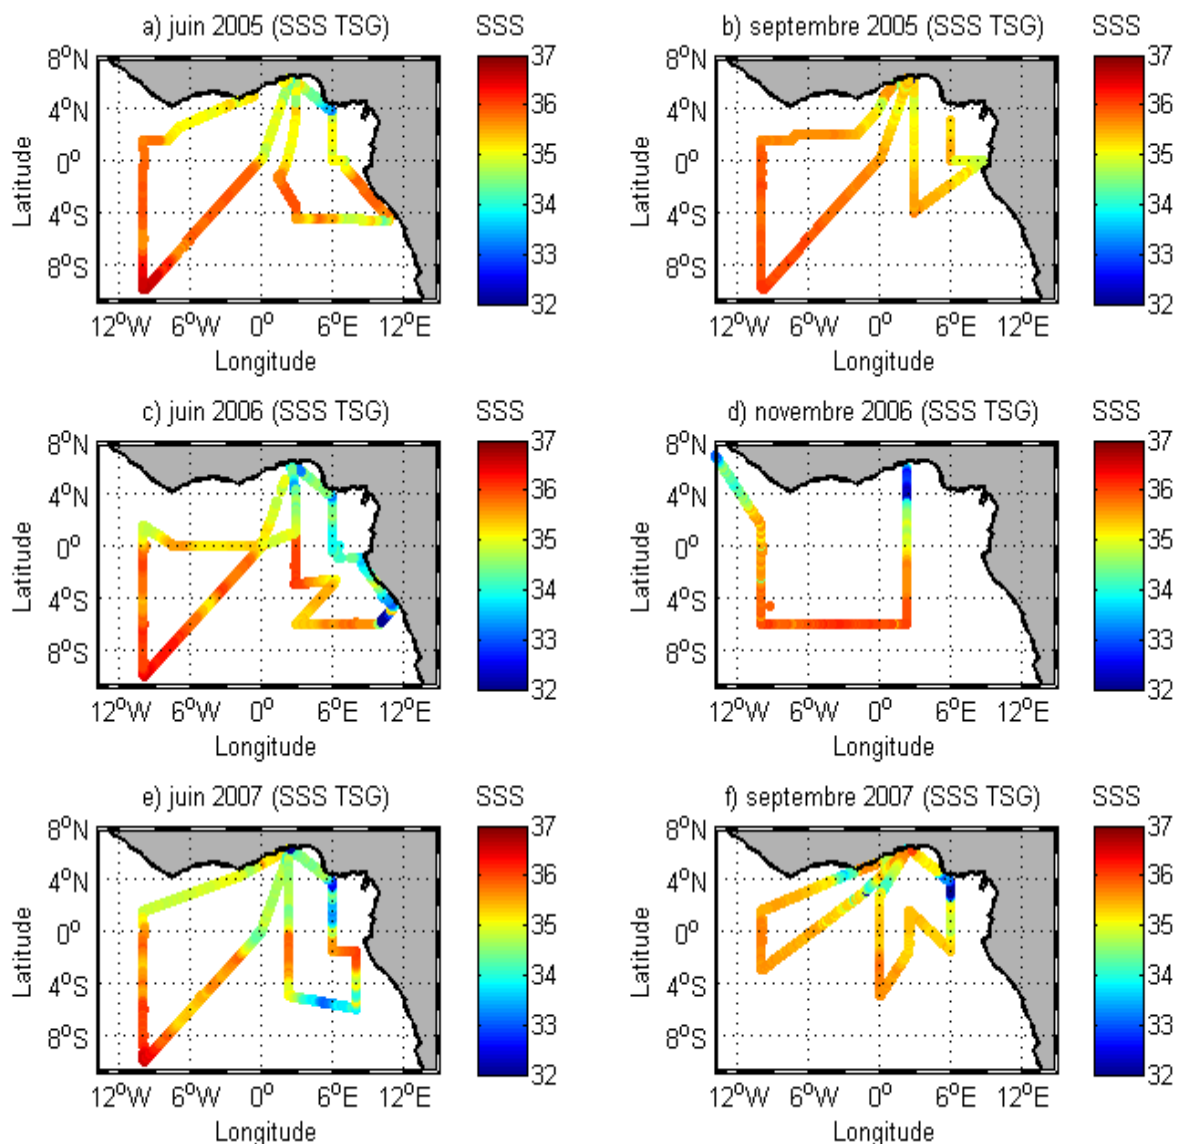 a) juin 2005 (SSS TSG) SSS
8°N
4°N
0°
4°S
8°S
Latitude
12°W 6°W 0° 6°E 12°E
Longitude
37
36
35
34
33
32
b) septembre 2005 (SSS TSG) SSS
8°N
4°N
0°
4°S
8°S
Latitude
12°W 6°W 0° 6°E 12°E
Longitude
37
36
35
34
33
32
c) juin 2006 (SSS TSG) SSS
8°N
4°N
0°
4°S
8°S
Latitude
12°W 6°W 0° 6°E 12°E
Longitude
37
36
35
34
33
32
d) novembre 2006 (SSS TSG) SSS
8°N
4°N
0°
4°S
8°S
Latitude
12°W 6°W 0° 6°E 12°E
Longitude
37
36
35
34
33
32
e) juin 2007 (SSS TSG) SSS
8°N
4°N
0°
4°S
8°S
Latitude
12°W 6°W 0° 6°E 12°E
Longitude
37
36
35
34
33
32
f) septembre 2007 (SSS TSG) SSS
8°N
4°N
0°
4°S
8°S
Latitude
12°W 6°W 0° 6°E 12°E
Longitude
37
36
35
34
33
32